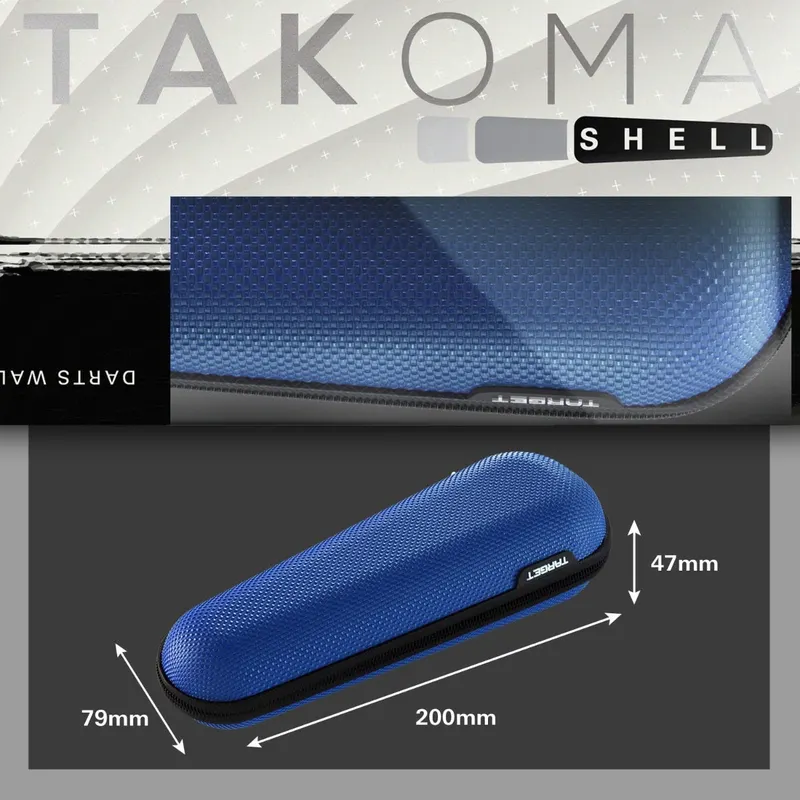 TAKOMA
SHELL
DARTS WAL
TARGET
TARGET
47mm
79mm
200mm